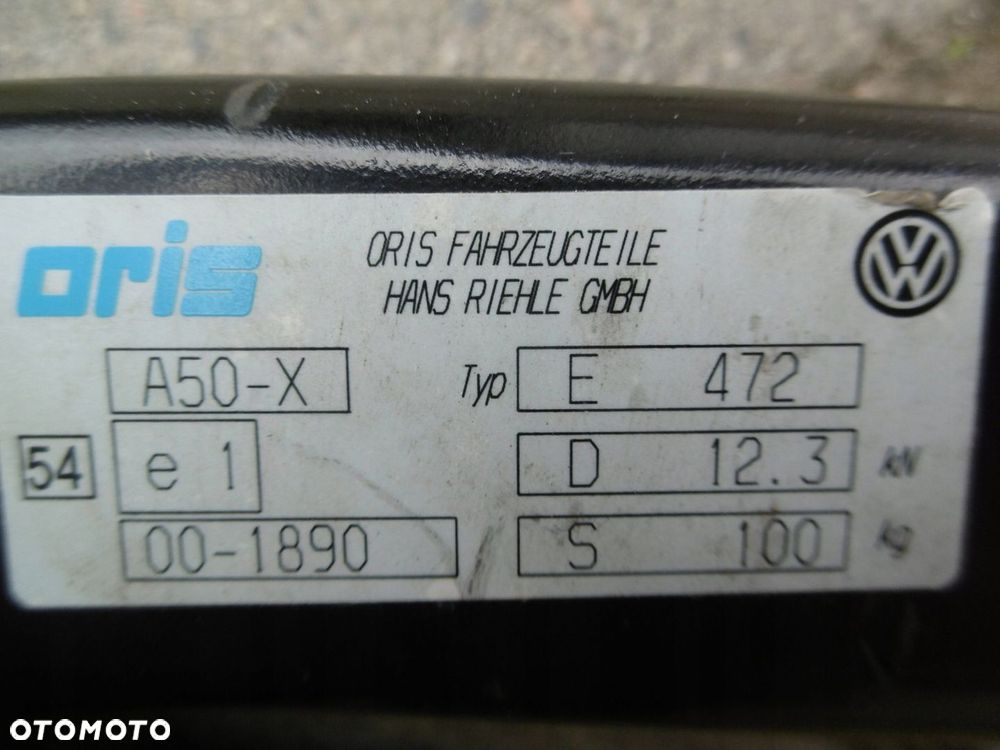 oris
ORIS FAHRZEUGTEILE
HANS RIEHLE GMBH
VW
A50-X
Typ E 472
54 e 1
D 12.3 kN
00-1890
S 100 kg
OTOMOTO